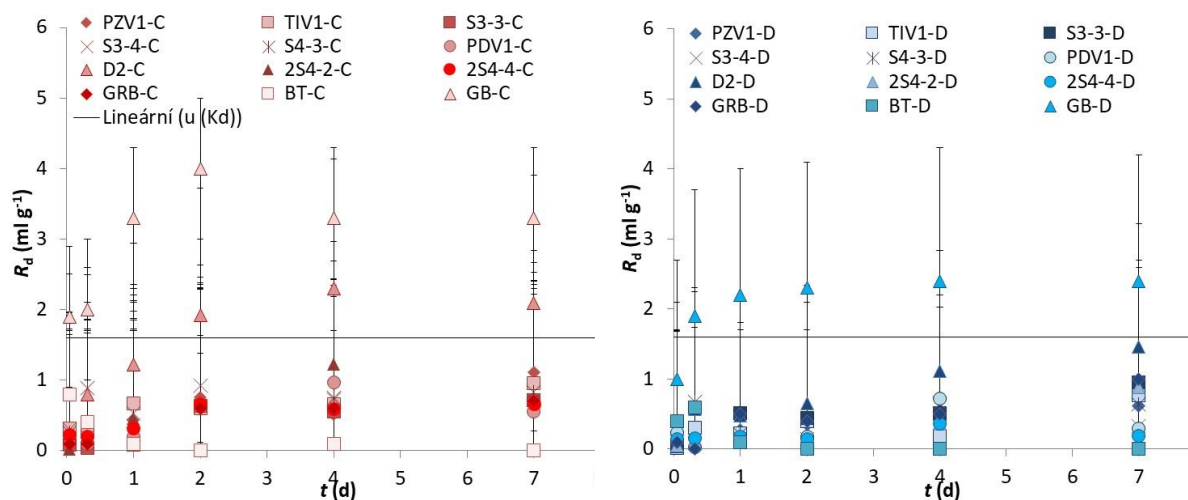 PZV1-C TIV1-C S3-3-C
S3-4-C S4-3-C PDV1-C
D2-C 2S4-2-C 2S4-4-C
GRB-C BT-C GB-C
Lineární (u (Kd))
6
5
4
3
2
1
0
Rd (ml g-1)
0 1 2 3 4 5 6 7
t (d)
PZV1-D TIV1-D S3-3-D
S3-4-D S4-3-D PDV1-D
D2-D 2S4-2-D 2S4-4-D
GRB-D BT-D GB-D
6
5
4
3
2
1
0
Rd (ml g-1)
0 1 2 3 4 5 6 7
t (d)